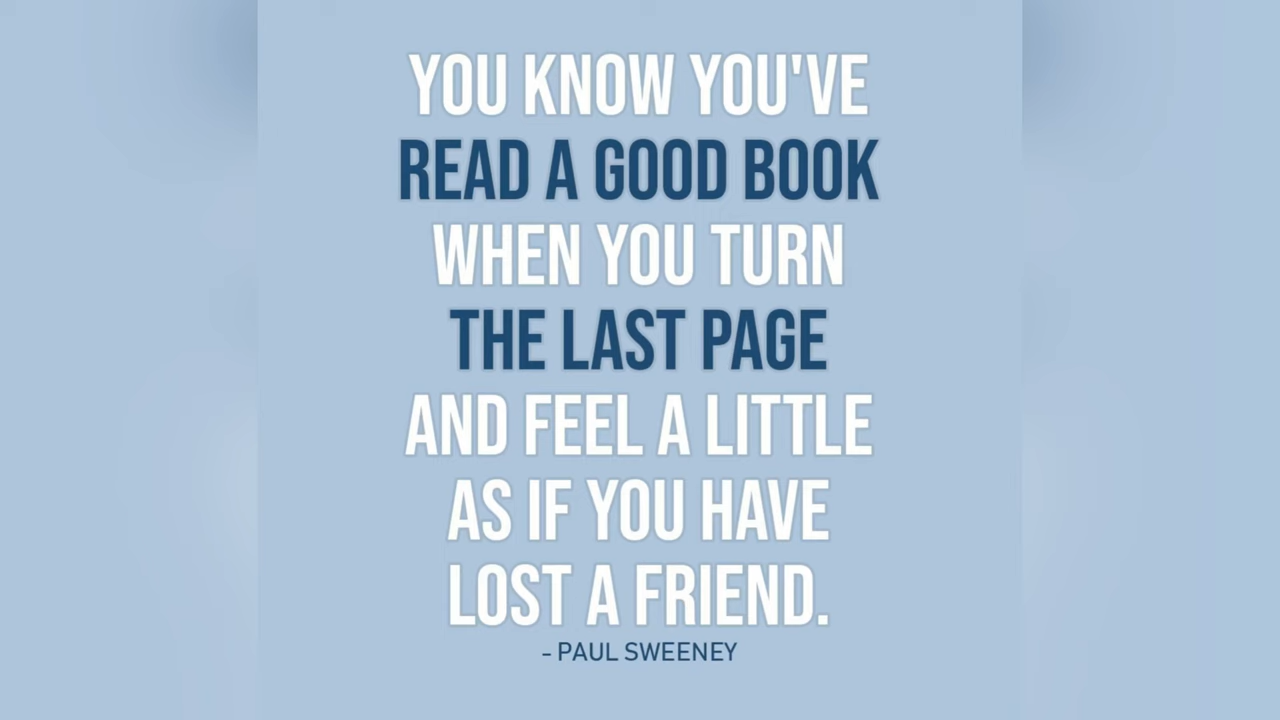 YOU KNOW YOU'VE
READ A GOOD BOOK
WHEN YOU TURN
THE LAST PAGE
AND FEEL A LITTLE
AS IF YOU HAVE
LOST A FRIEND.
- PAUL SWEENEY